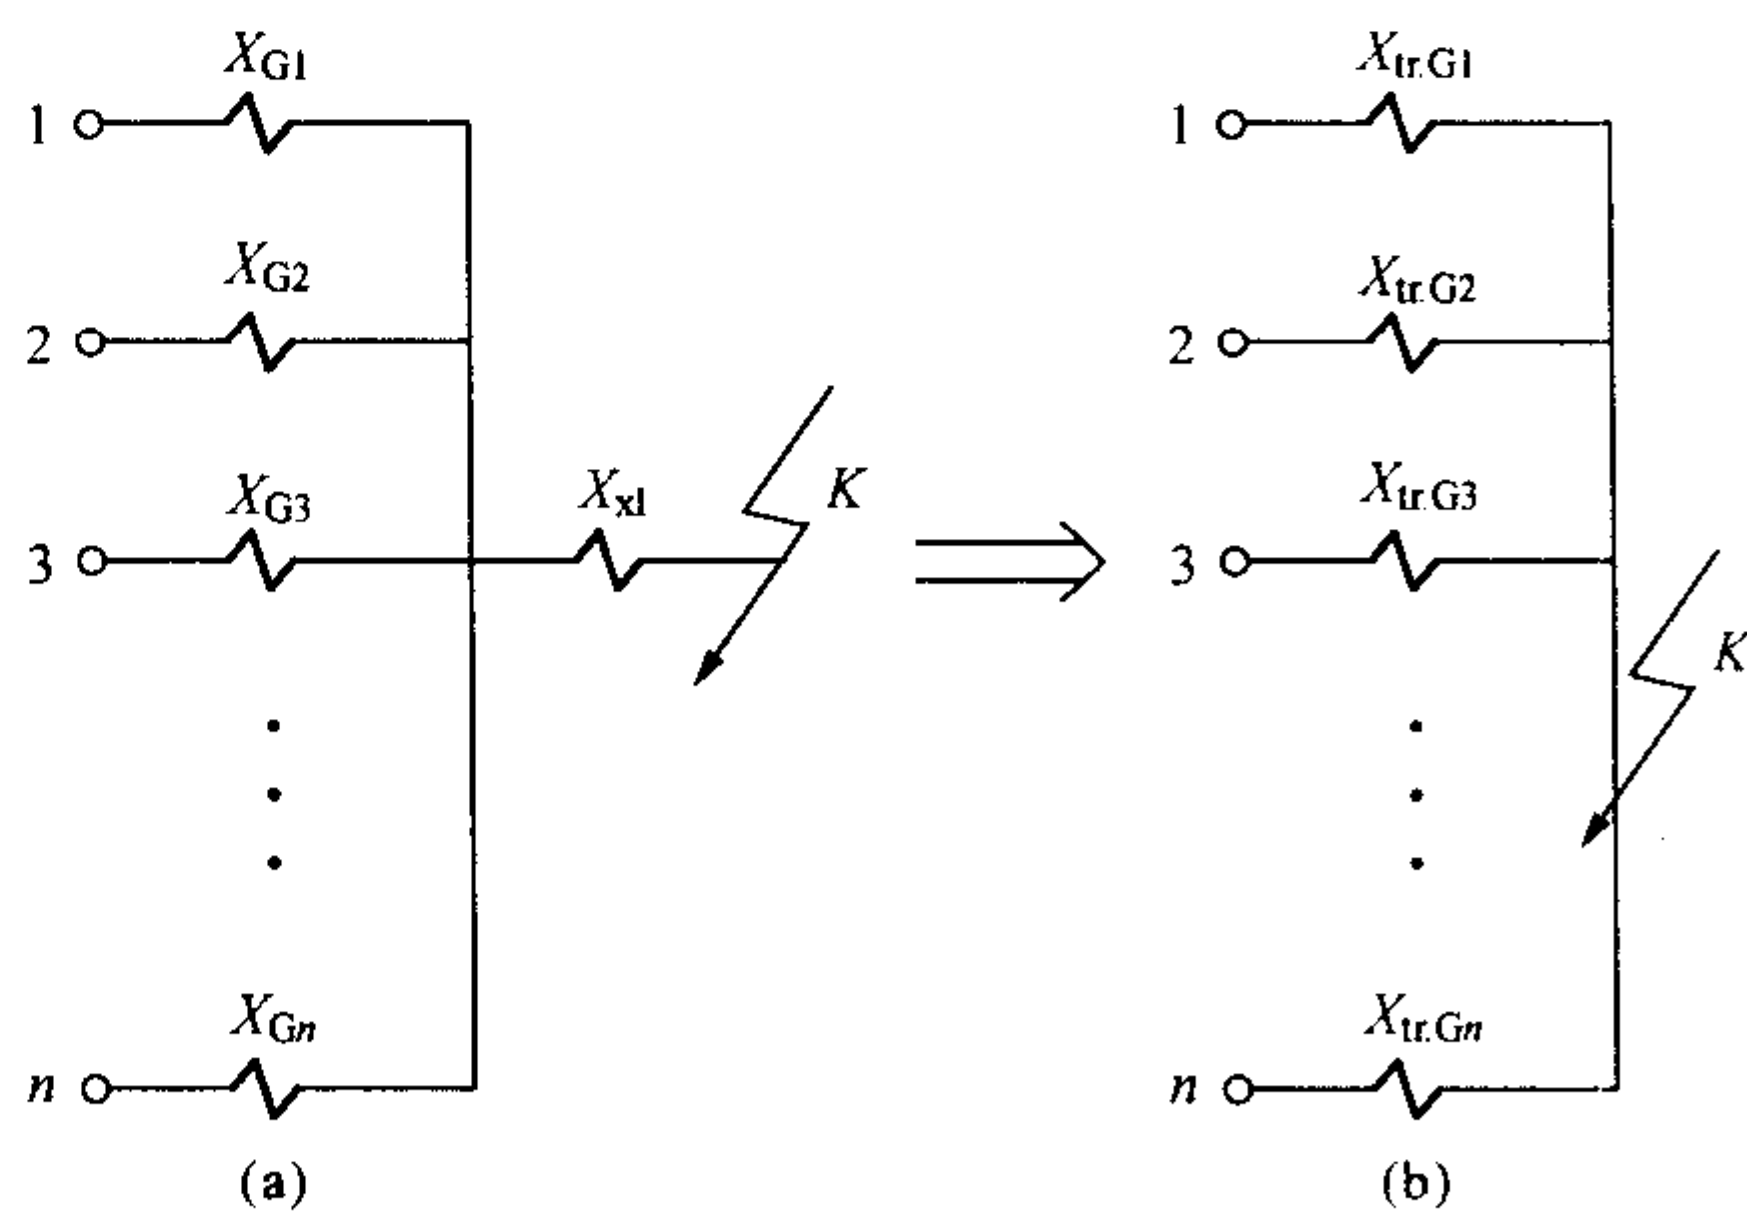 X_G1
1
X_G2
2
X_G3
3
X_xl
K
X_Gn
n
(a)
X_tr.G1
1
X_tr.G2
2
X_tr.G3
3
K
X_tr.Gn
n
(b)